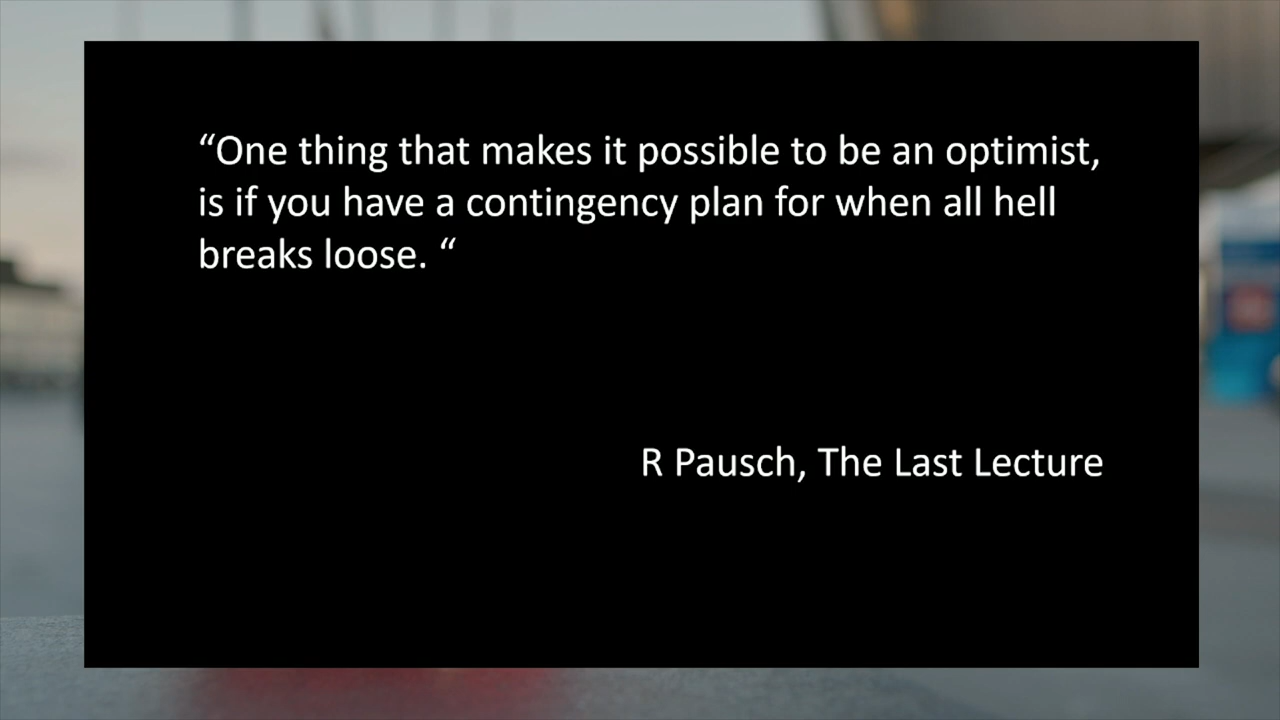 “One thing that makes it possible to be an optimist,
is if you have a contingency plan for when all hell
breaks loose. “
R Pausch, The Last Lecture